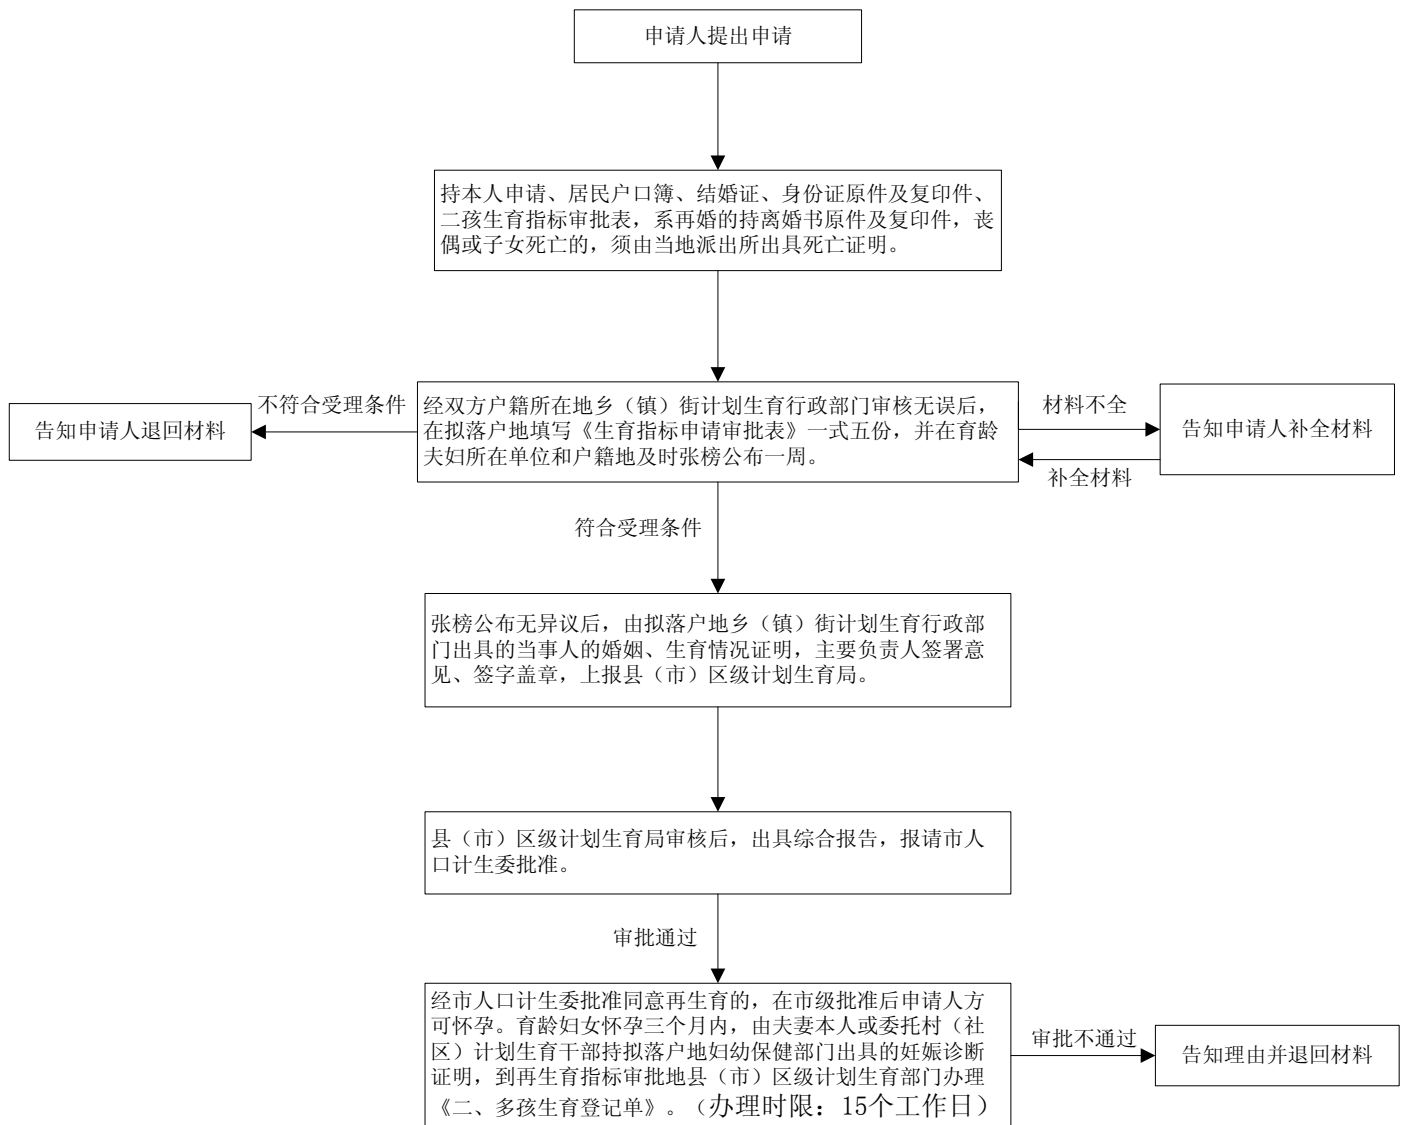 申请人提出申请
持本人申请、居民户口簿、结婚证、身份证原件及复印件、
二孩生育指标审批表，系再婚的持离婚书原件及复印件，丧
偶或子女死亡的，须由当地派出所出具死亡证明。
不符合受理条件
告知申请人退回材料
经双方户籍所在地乡（镇）街计划生育行政部门审核无误后，
在拟落户地填写《生育指标申请审批表》一式五份，并在育龄
夫妇所在单位和户籍地及时张榜公布一周。
材料不全
告知申请人补全材料
补全材料
符合受理条件
张榜公布无异议后，由拟落户地乡（镇）街计划生育行政部
门出具的当事人的婚姻、生育情况证明，主要负责人签署意
见、签字盖章，上报县（市）区级计划生育局。
县（市）区级计划生育局审核后，出具综合报告，报请市人
口计生委批准。
审批通过
经市人口计生委批准同意再生育的，在市级批准后申请人方
可怀孕。育龄妇女怀孕三个月内，由夫妻本人或委托村（社
区）计划生育干部持拟落户地妇幼保健部门出具的妊娠诊断
证明，到再生育指标审批地县（市）区级计划生育部门办理
《二、多孩生育登记单》。（办理时限：15个工作日）
审批不通过
告知理由并退回材料